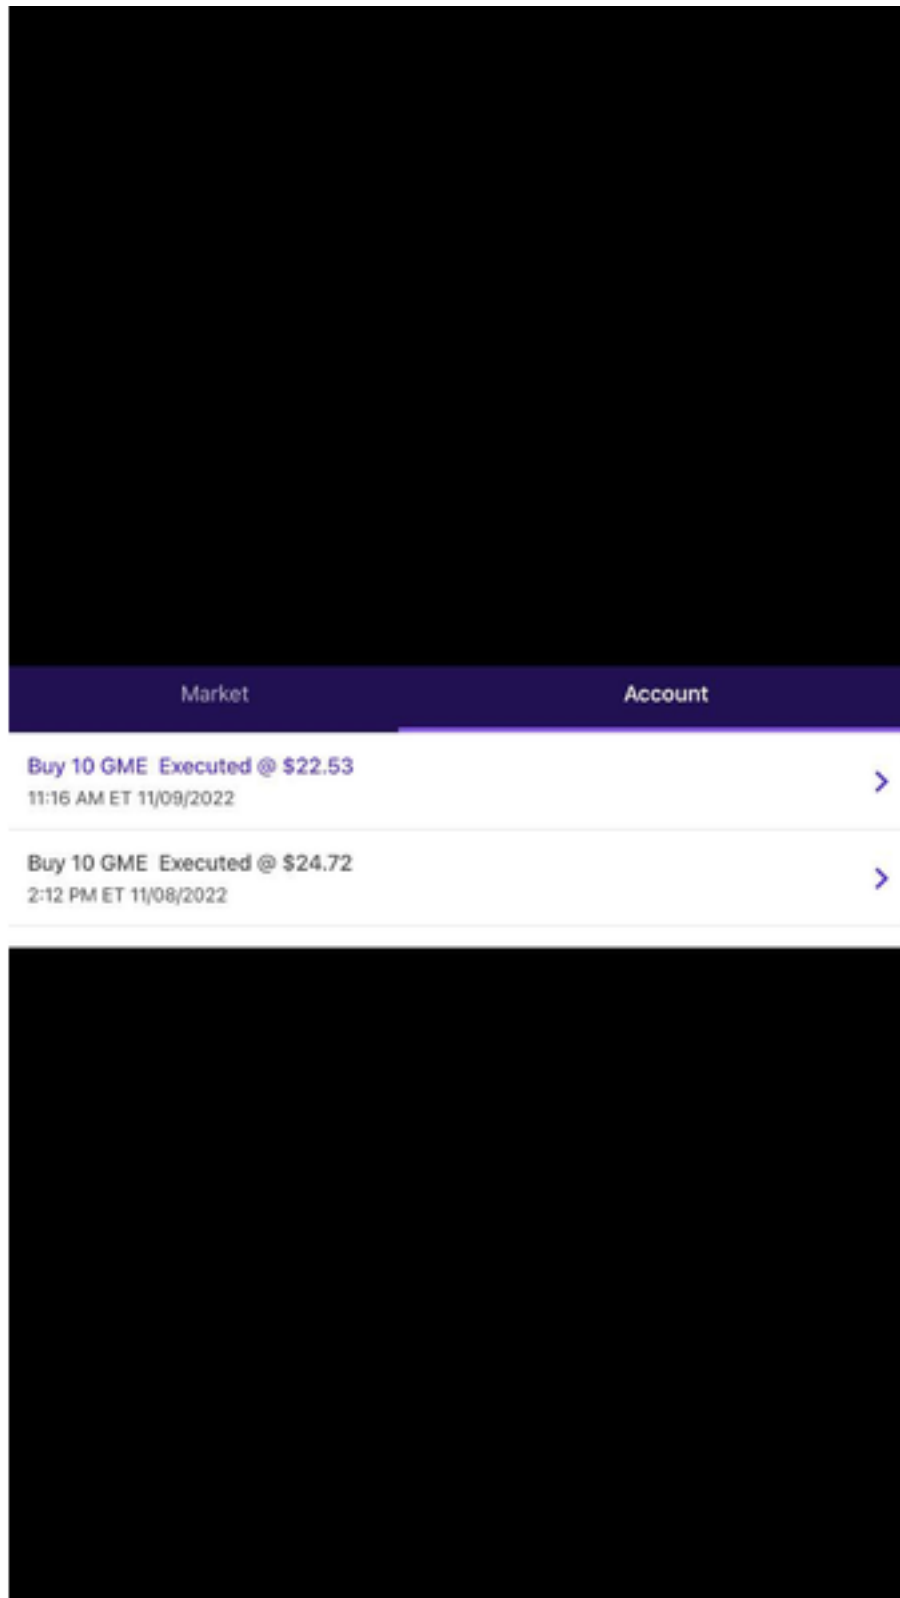 Market Account
Buy 10 GME Executed @ $22.53
11:16 AM ET 11/09/2022
Buy 10 GME Executed @ $24.72
2:12 PM ET 11/08/2022